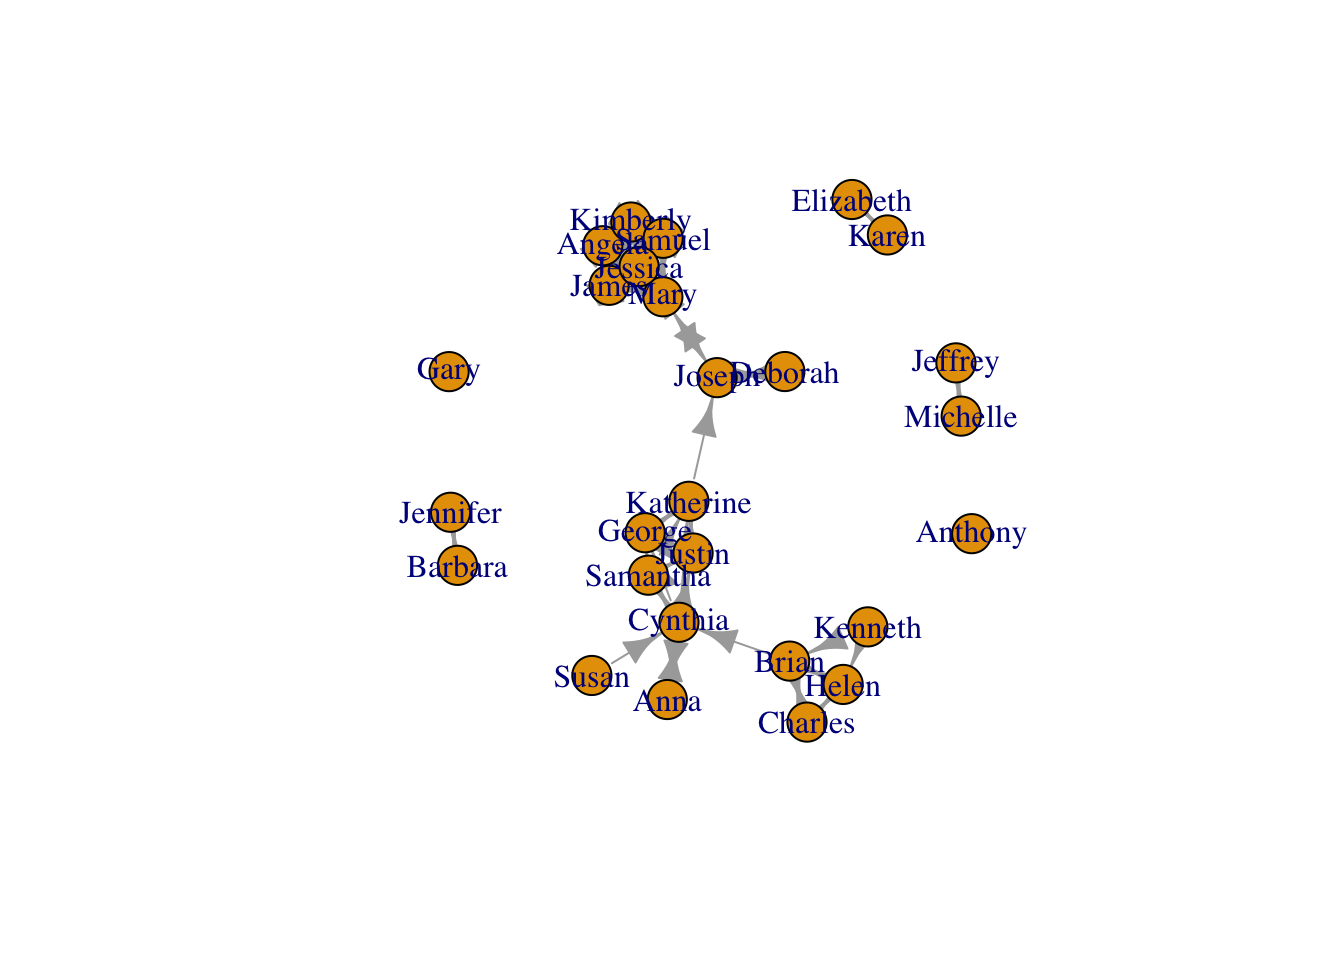 Elizabeth
Kimberly
Karen
Samuel
Angela
Jessica
James
Mary
Jeffrey
Gary
Joseph
Deborah
Michelle
Katherine
Jennifer
George
Anthony
Justin
Barbara
Samantha
Cynthia
Kenneth
Brian
Susan
Helen
Anna
Charles